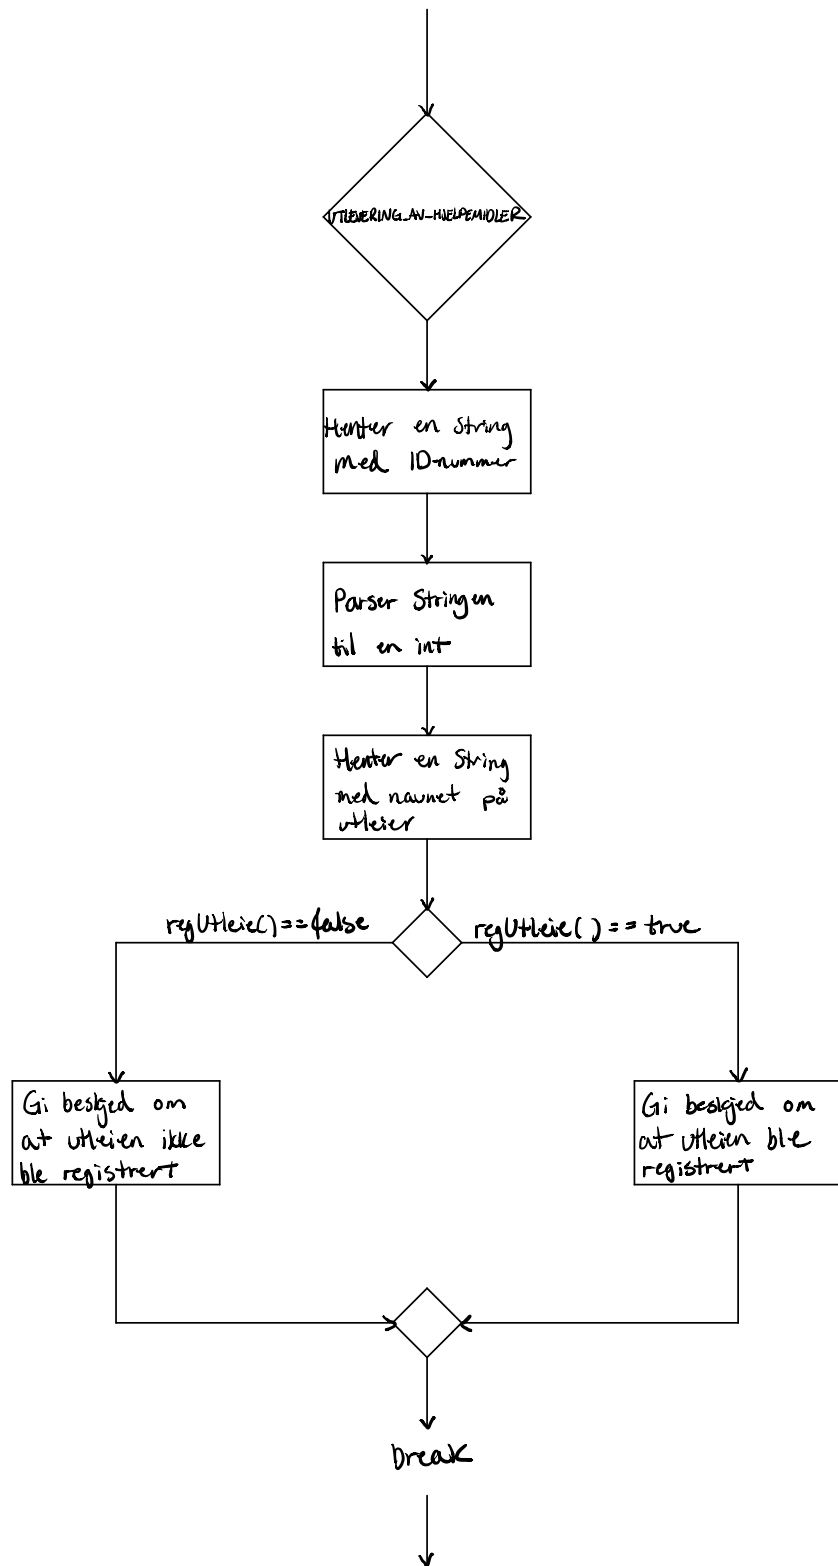 UTLEVERING_AV_HJELPEMIDLER
Henter en String
med ID-nummer
Parser Stringen
til en int
Henter en String
med navnet på
utleier
regUtleie()==false
regUtleie() == true
Gi beskjed om
at utleien ikke
ble registrert
Gi beskjed om
at utleien ble
registrert
break